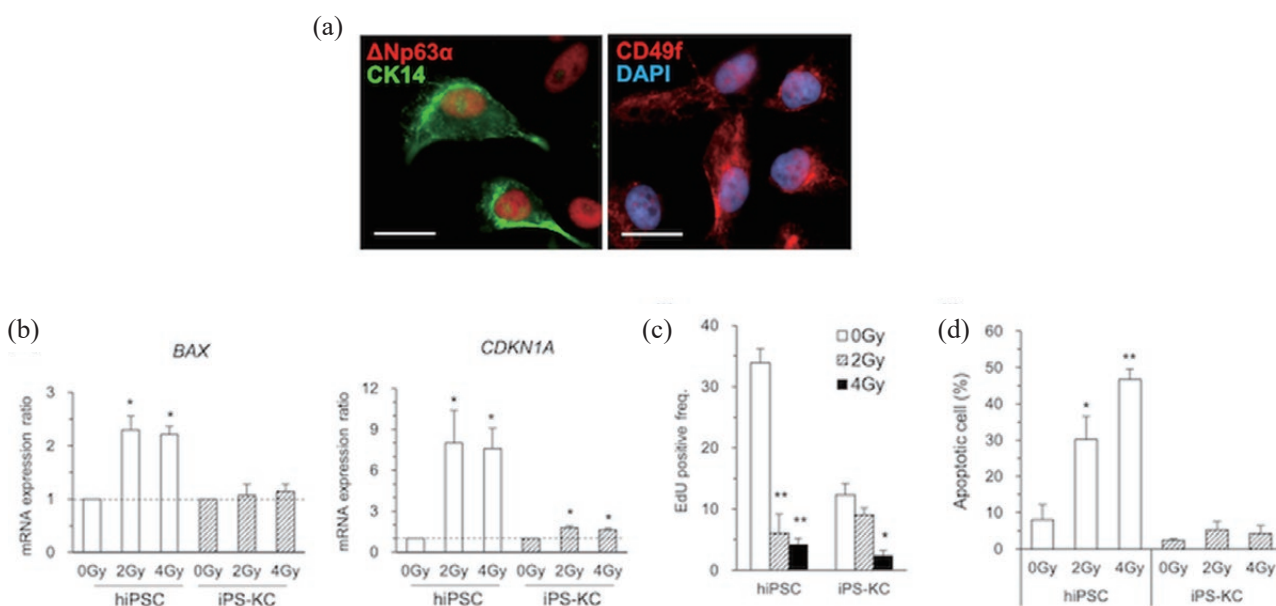 (a)
ΔNp63α
CK14
CD49f
DAPI
(b)
BAX
mRNA expression ratio
3
2
1
0
*
*
0Gy 2Gy 4Gy 0Gy 2Gy 4Gy
hiPSC iPS-KC
CDKN1A
mRNA expression ratio
12
9
6
3
0
*
*
*
*
0Gy 2Gy 4Gy 0Gy 2Gy 4Gy
hiPSC iPS-KC
(c)
EdU positive freq.
40
30
20
10
0
0Gy
2Gy
4Gy
**
**
*
hiPSC iPS-KC
(d)
Apoptotic cell (%)
60
50
40
30
20
10
0
*
**
0Gy 2Gy 4Gy 0Gy 2Gy 4Gy
hiPSC iPS-KC